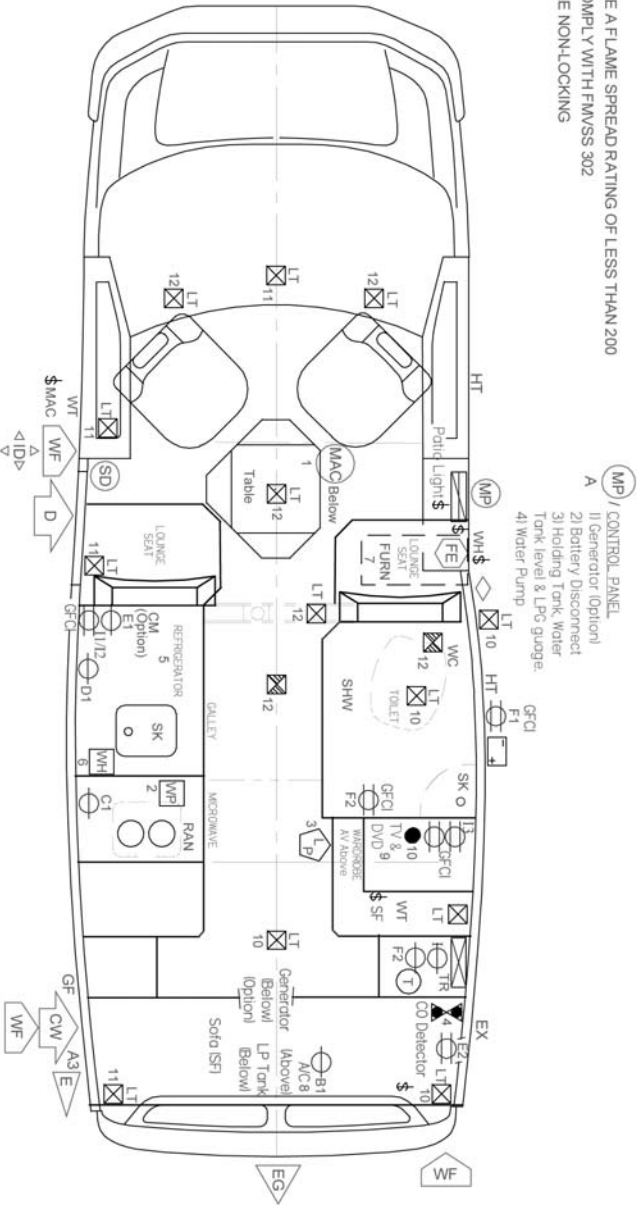 E A FLAME SPREAD RATING OF LESS THAN 200
OMPLY WITH FMVSS 302
E NON-LOCKING
MP / CONTROL PANEL
A
1) Generator (Option)
2) Battery Disconnect
3) Holding Tank, Water
Tank level & LPG guage.
4) Water Pump
HT
LT
12
LT
11
LT
12
Patio Light $
MP
WH $
$
FE
LOUNGE
SEAT
FURN
7
MAC Below
1
LT
12
Table
LT
11
WT
$ MAC
WF
ID
SD
D
LOUNGE
SEAT
LT
11
LT
12
LT
10
HT
GFCI
F1
- +
WC
12
LT
10
TOILET
SHW
SK
GFCI
F2
12
GFCI
E1
I1/I2
CM
(Option)
5
REFRIGERATOR
D1
SK
GALLEY
WH
6
WP
2
C1
RAN
MICROWAVE
L P
3
I3
GFCI
10
TV &
DVD 9
WARDROBE
AV Above
$ SF
WT
LT
LT
10
TR
F2
T
EX
CO Detector
4
E2
LT
10
$
Generator
(Below)
(Option)
(Above)
A/C 8
B1
LP Tank
(Below)
Sofa (SF)
LT
11
GF
CW
WF
A3
E
EG
WF